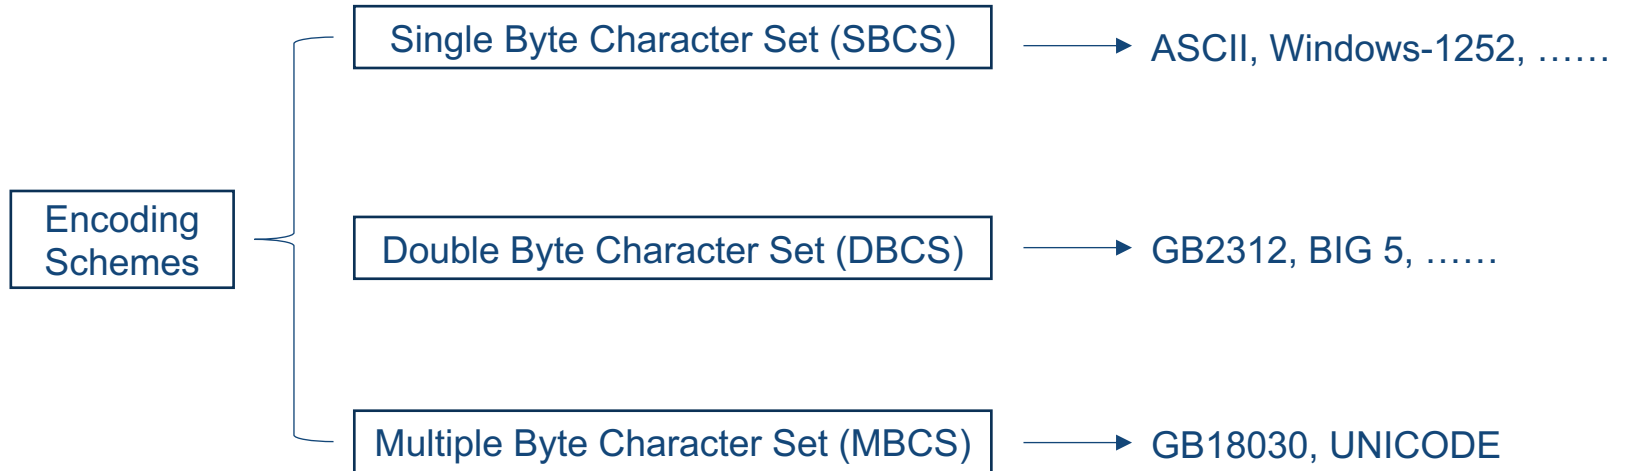 Single Byte Character Set (SBCS)
ASCII, Windows-1252, ……
Encoding
Schemes
Double Byte Character Set (DBCS)
GB2312, BIG 5, ……
Multiple Byte Character Set (MBCS)
GB18030, UNICODE